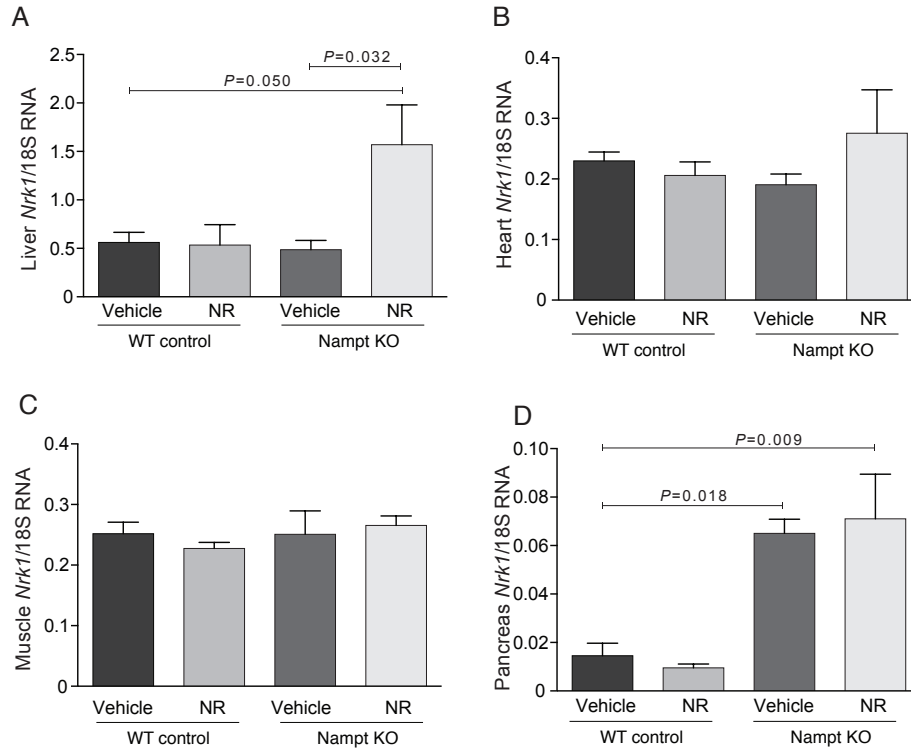 A
Liver Nrk1/18S RNA
2.5
2.0
1.5
1.0
0.5
0
P=0.032
P=0.050
Vehicle NR Vehicle NR
WT control Nampt KO
B
Heart Nrk1/18S RNA
0.4
0.3
0.2
0.1
0
Vehicle NR Vehicle NR
WT control Nampt KO
C
Muscle Nrk1/18S RNA
0.4
0.3
0.2
0.1
0
Vehicle NR Vehicle NR
WT control Nampt KO
D
Pancreas Nrk1/18S RNA
0.10
0.08
0.06
0.04
0.02
0
P=0.009
P=0.018
Vehicle NR Vehicle NR
WT control Nampt KO